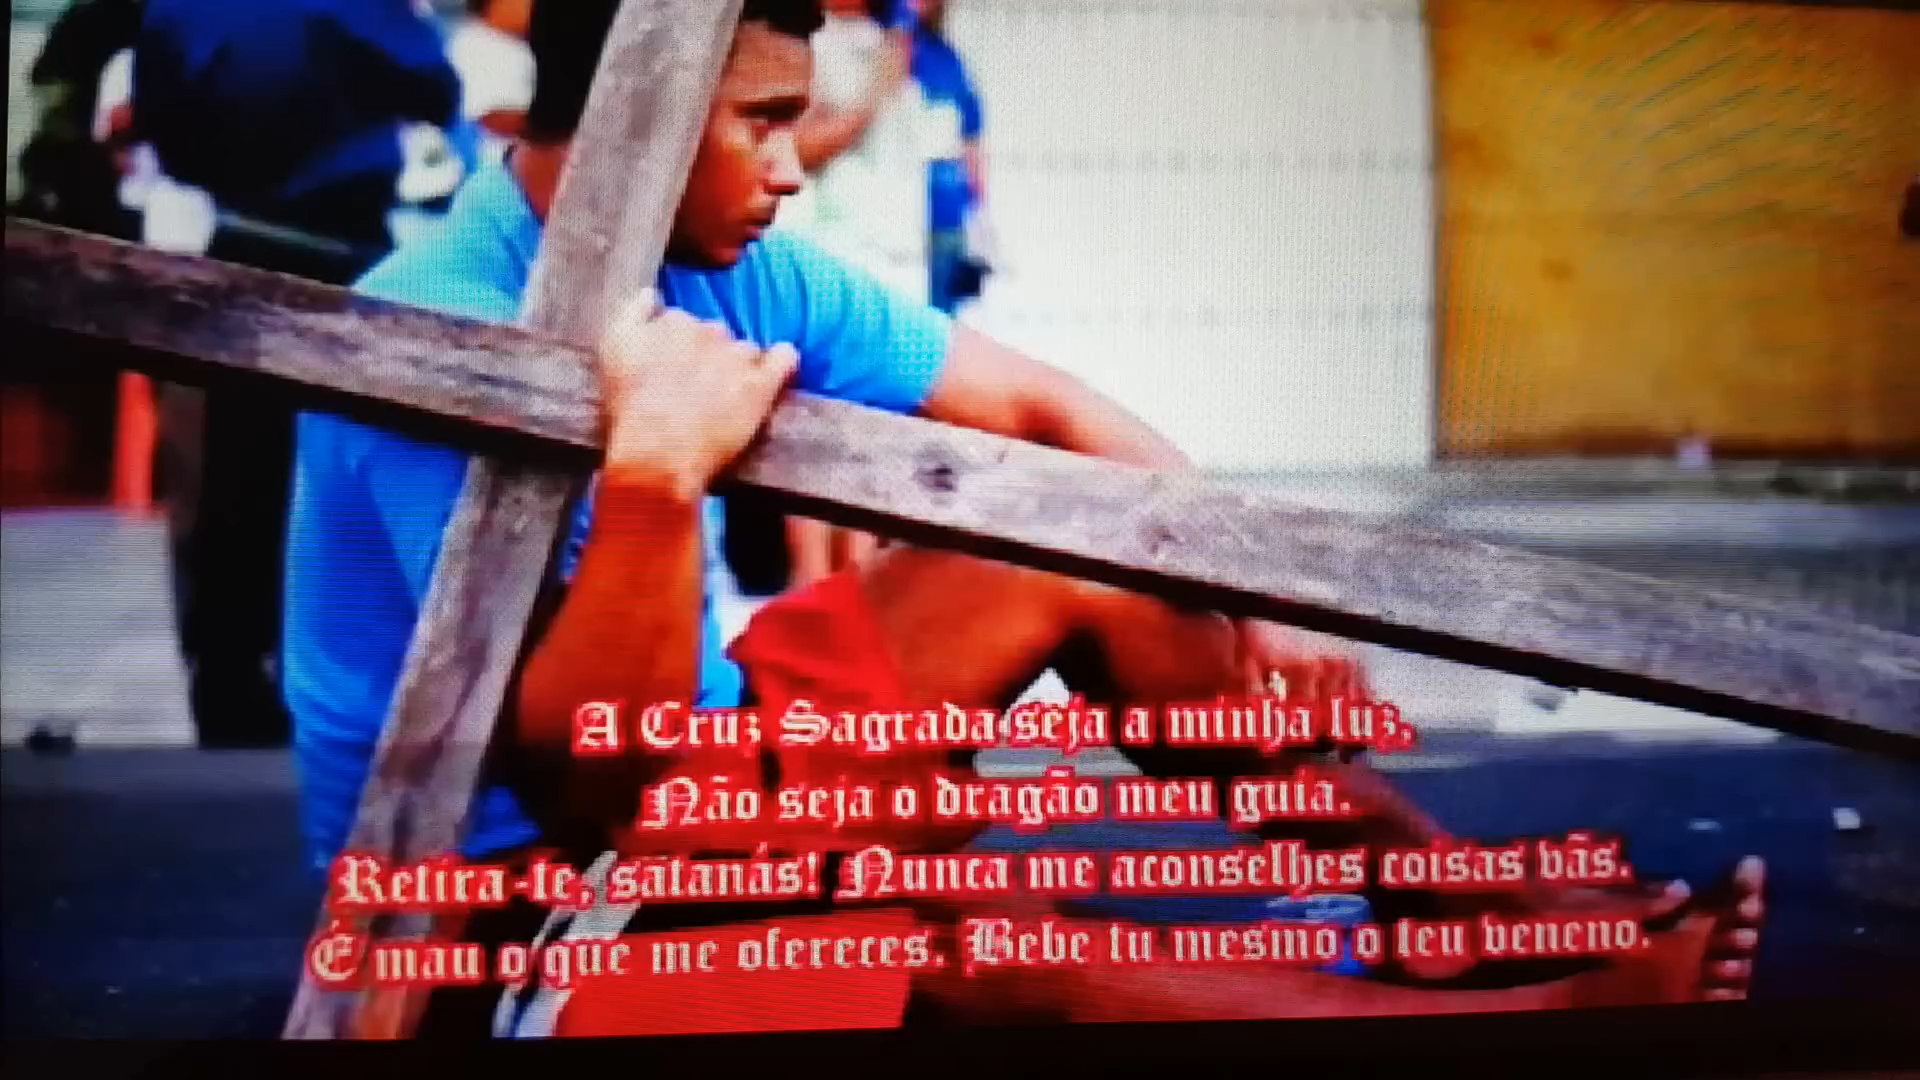 A Cruz Sagrada seja a minha luz,
Não seja o dragão meu guia.
Retira-te, satanás! Nunca me aconselhes coisas vãs.
É mau o que me ofereces. Bebe tu mesmo o teu veneno.